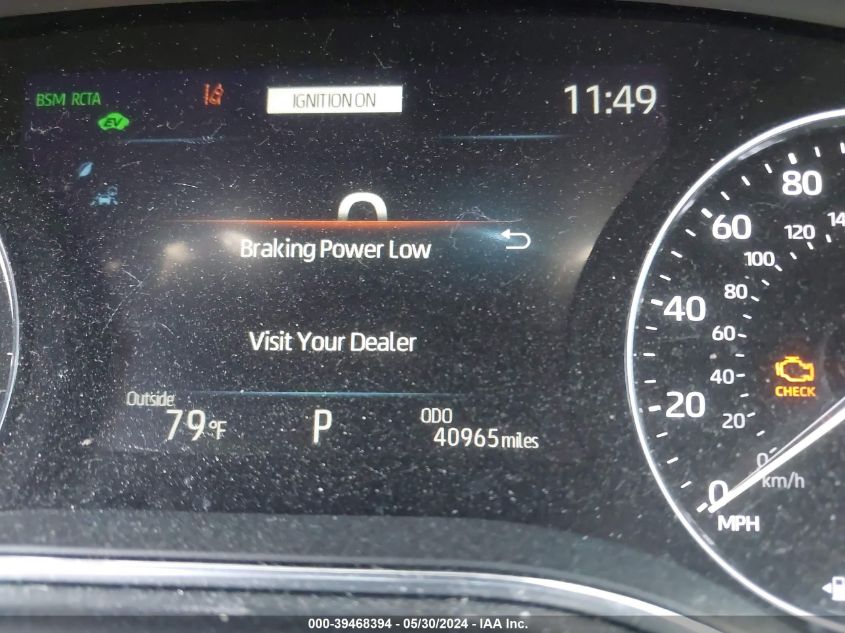 BSM RCTA
IGNITION ON
11:49
EV
0
Braking Power Low
Visit Your Dealer
Outside
79°F
P
ODO
40965 miles
80
60
40
20
0
MPH
120
100
80
60
40
20
0
km/h
CHECK
000-39468394 - 05/30/2024 - IAA Inc.